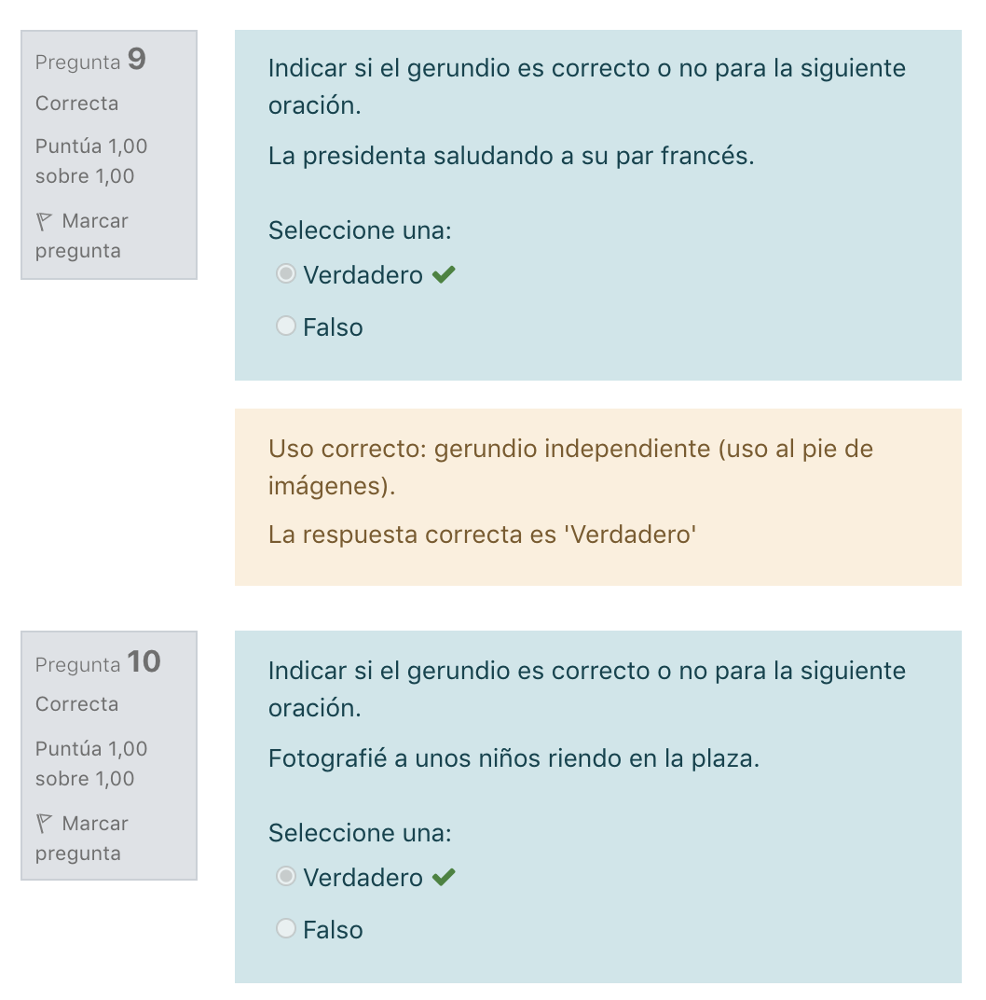 Pregunta 9
Correcta
Puntúa 1,00
sobre 1,00
Marcar
pregunta
Indicar si el gerundio es correcto o no para la siguiente
oración.
La presidenta saludando a su par francés.
Seleccione una:
Verdadero
Falso
Uso correcto: gerundio independiente (uso al pie de
imágenes).
La respuesta correcta es 'Verdadero'
Pregunta 10
Correcta
Puntúa 1,00
sobre 1,00
Marcar
pregunta
Indicar si el gerundio es correcto o no para la siguiente
oración.
Fotografié a unos niños riendo en la plaza.
Seleccione una:
Verdadero
Falso